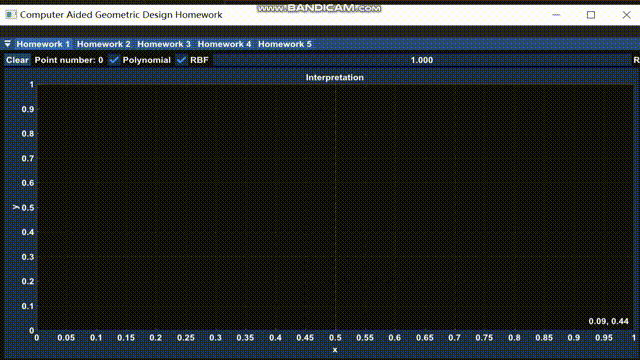 www.BANDICAM.com
Computer Aided Geometric Design Homework
Homework 1 Homework 2 Homework 3 Homework 4 Homework 5
Clear Point number: 0 Polynomial RBF 1.000 R
Interpretation
1
0.9
0.8
0.7
0.6
0.5
0.4
0.3
0.2
0.1
0
y
0.09, 0.44
0 0.05 0.1 0.15 0.2 0.25 0.3 0.35 0.4 0.45 0.5 0.55 0.6 0.65 0.7 0.75 0.8 0.85 0.9 0.95 1
x